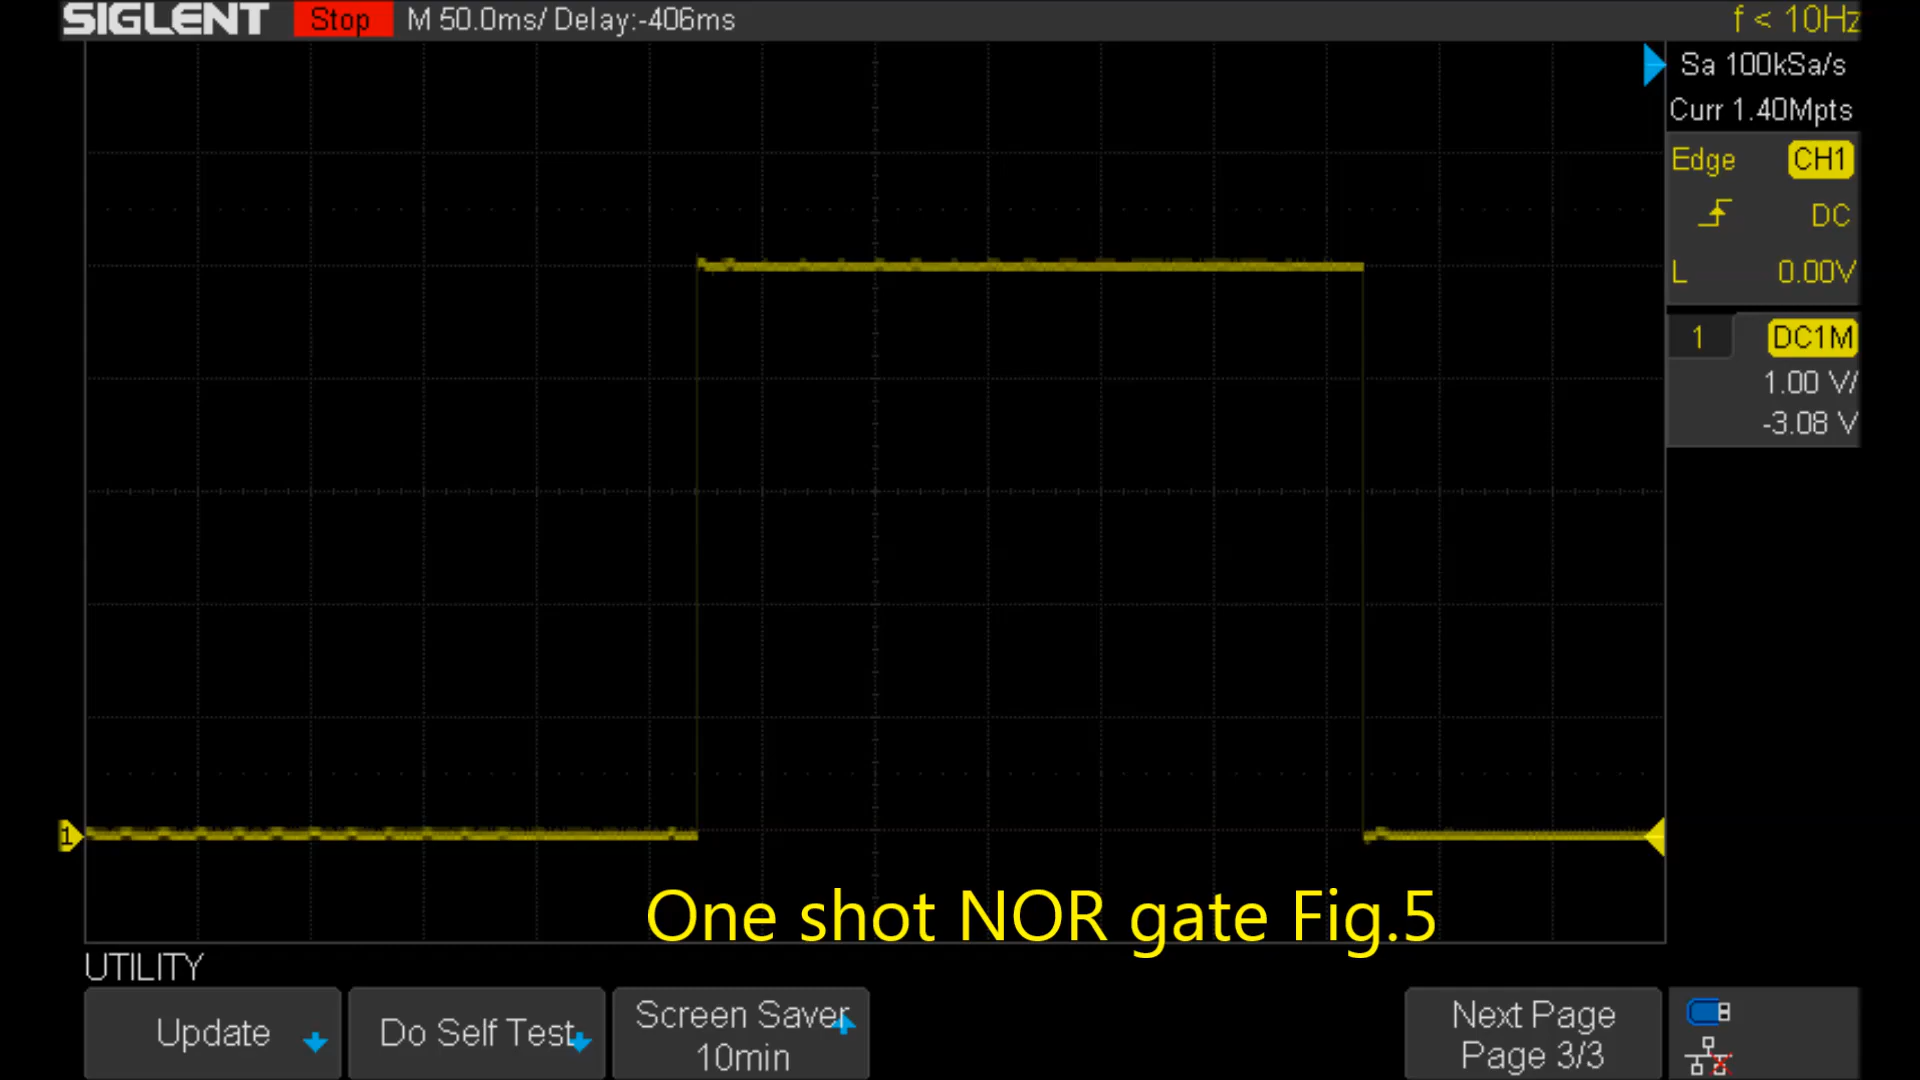 SIGLENT Stop M 50.0ms/ Delay:-406ms f < 10Hz
Sa 100kSa/s
Curr 1.40Mpts
Edge CH1
DC
L 0.00V
1 DC1M
1.00 V/
-3.08 V
1
One shot NOR gate Fig.5
UTILITY
Update
Do Self Test
Screen Saver
10min
Next Page
Page 3/3